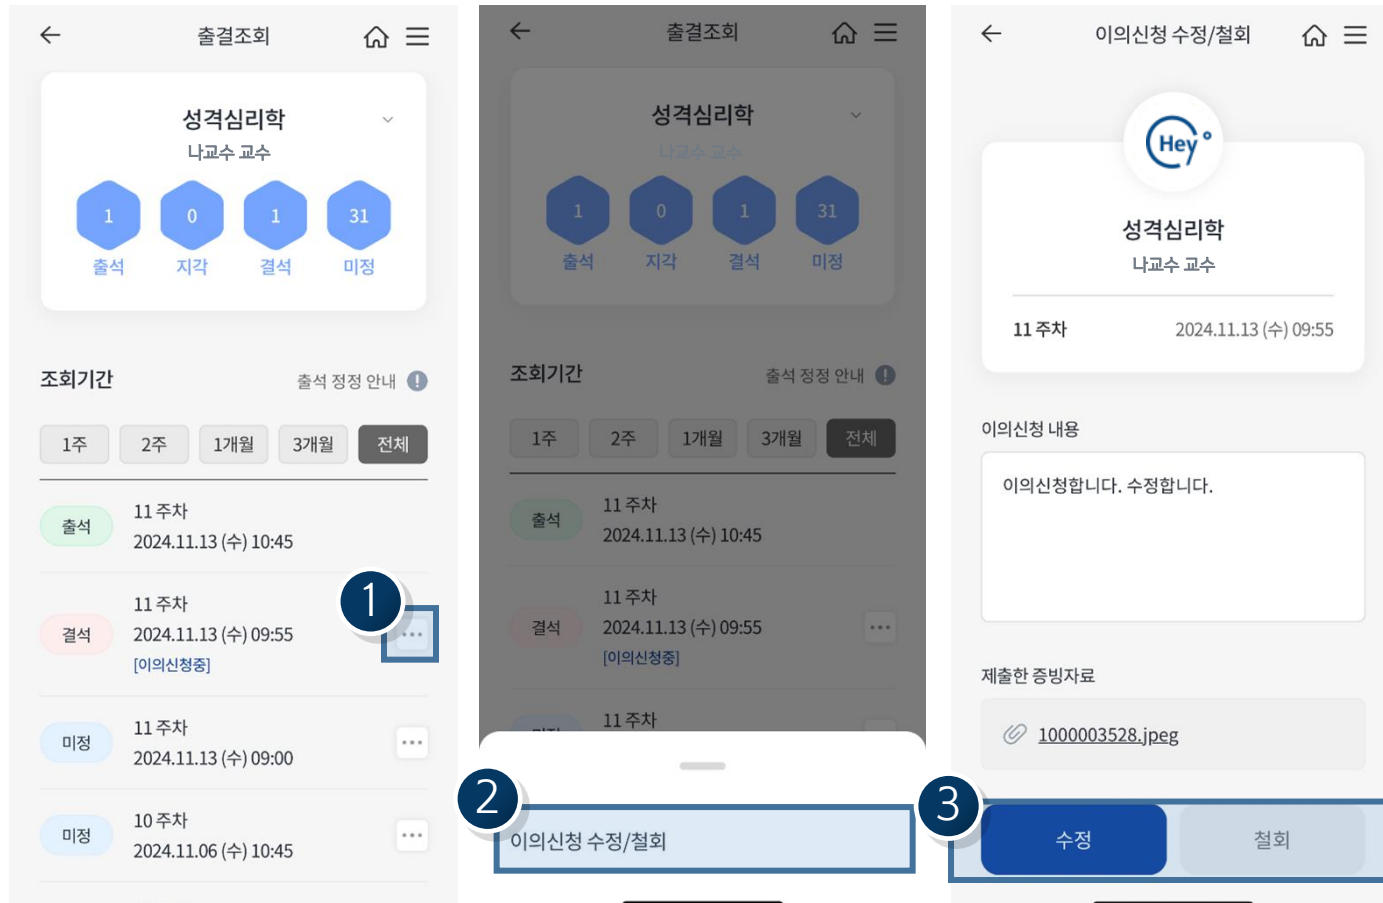 출결조회
성격심리학
나교수 교수
1
0
1
31
출석
지각
결석
미정
조회기간
출석 정정 안내
1주
2주
1개월
3개월
전체
출석
11 주차
2024.11.13 (수) 10:45
결석
11 주차
2024.11.13 (수) 09:55
[이의신청중]
1
미정
11 주차
2024.11.13 (수) 09:00
미정
10 주차
2024.11.06 (수) 10:45
출결조회
성격심리학
나교수 교수
1
0
1
31
출석
지각
결석
미정
조회기간
출석 정정 안내
1주
2주
1개월
3개월
전체
출석
11 주차
2024.11.13 (수) 10:45
결석
11 주차
2024.11.13 (수) 09:55
[이의신청중]
미정
11 주차
2
이의신청 수정/철회
이의신청 수정/철회
Hey
성격심리학
나교수 교수
11 주차
2024.11.13 (수) 09:55
이의신청 내용
이의신청합니다. 수정합니다.
제출한 증빙자료
1000003528.jpeg
3
수정
철회